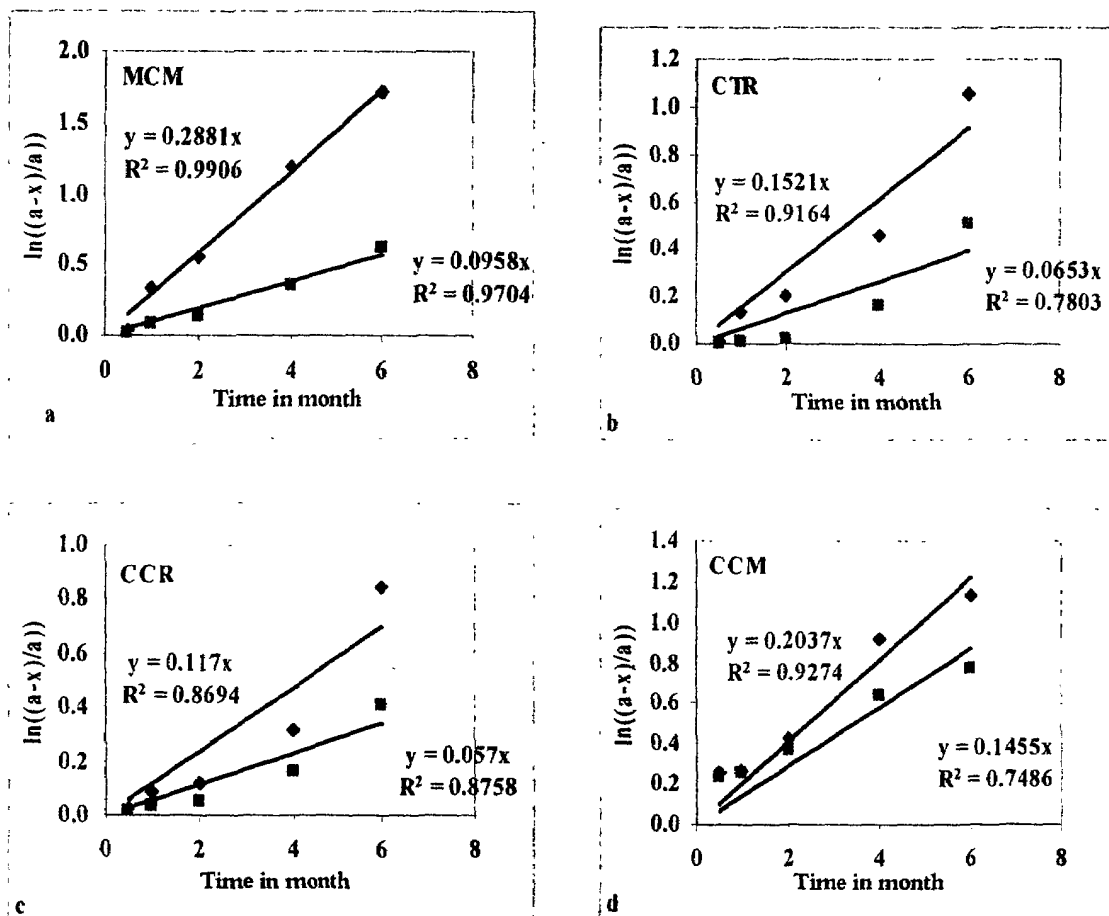 MCM
2.0
1.5
1.0
0.5
0.0
ln((a-x)/a))
y = 0.2881x
R² = 0.9906
y = 0.0958x
R² = 0.9704
0 2 4 6 8
Time in month
a
CTR
1.2
1.0
0.8
0.6
0.4
0.2
0.0
ln((a-x)/a))
y = 0.1521x
R² = 0.9164
y = 0.0653x
R² = 0.7803
0 2 4 6 8
Time in month
b
CCR
1.0
0.8
0.6
0.4
0.2
0.0
ln((a-x)/a))
y = 0.117x
R² = 0.8694
y = 0.057x
R² = 0.8758
0 2 4 6 8
Time in month
c
CCM
1.4
1.2
1.0
0.8
0.6
0.4
0.2
0.0
ln((a-x)/a))
y = 0.2037x
R² = 0.9274
y = 0.1455x
R² = 0.7486
0 2 4 6 8
Time in month
d